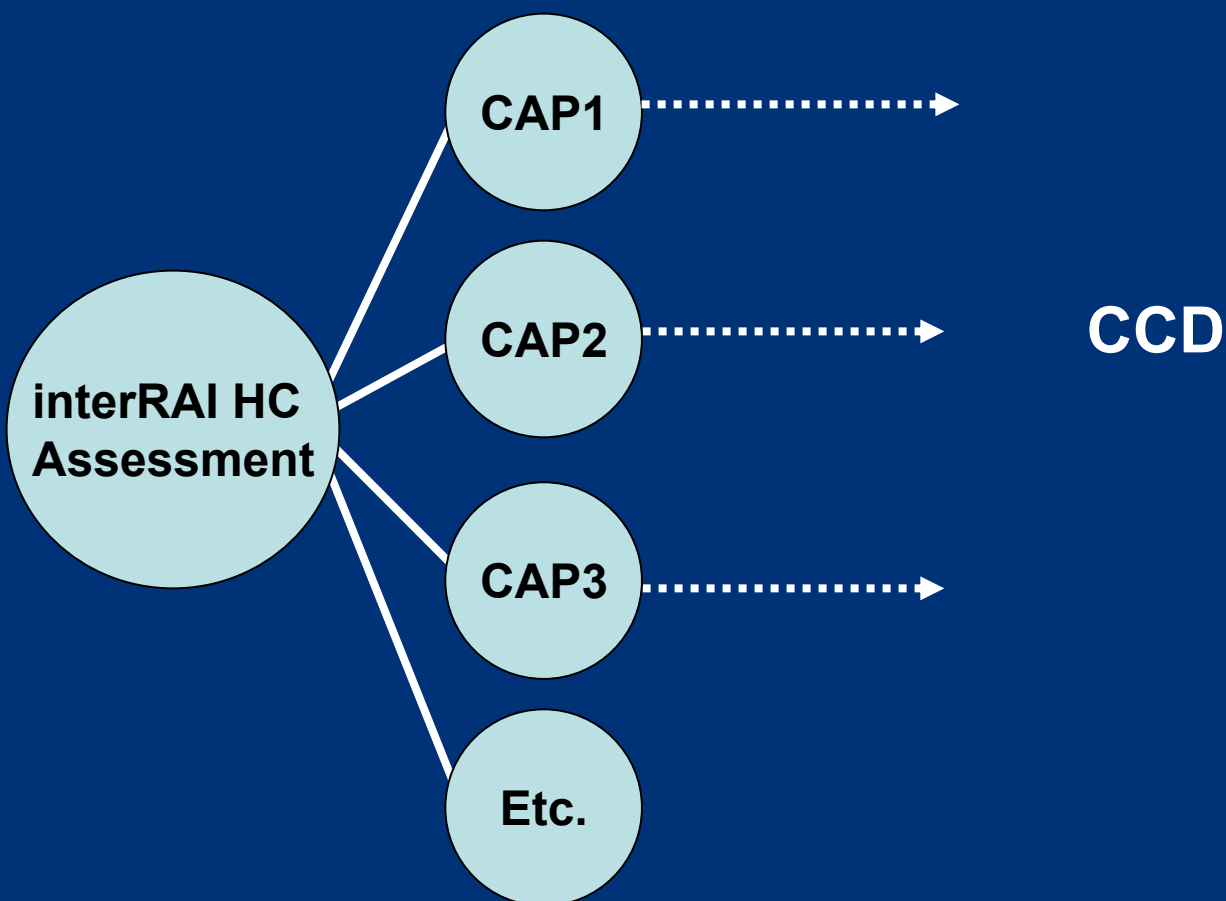 CAP1
CAP2
CCD
interRAI HC
Assessment
CAP3
Etc.